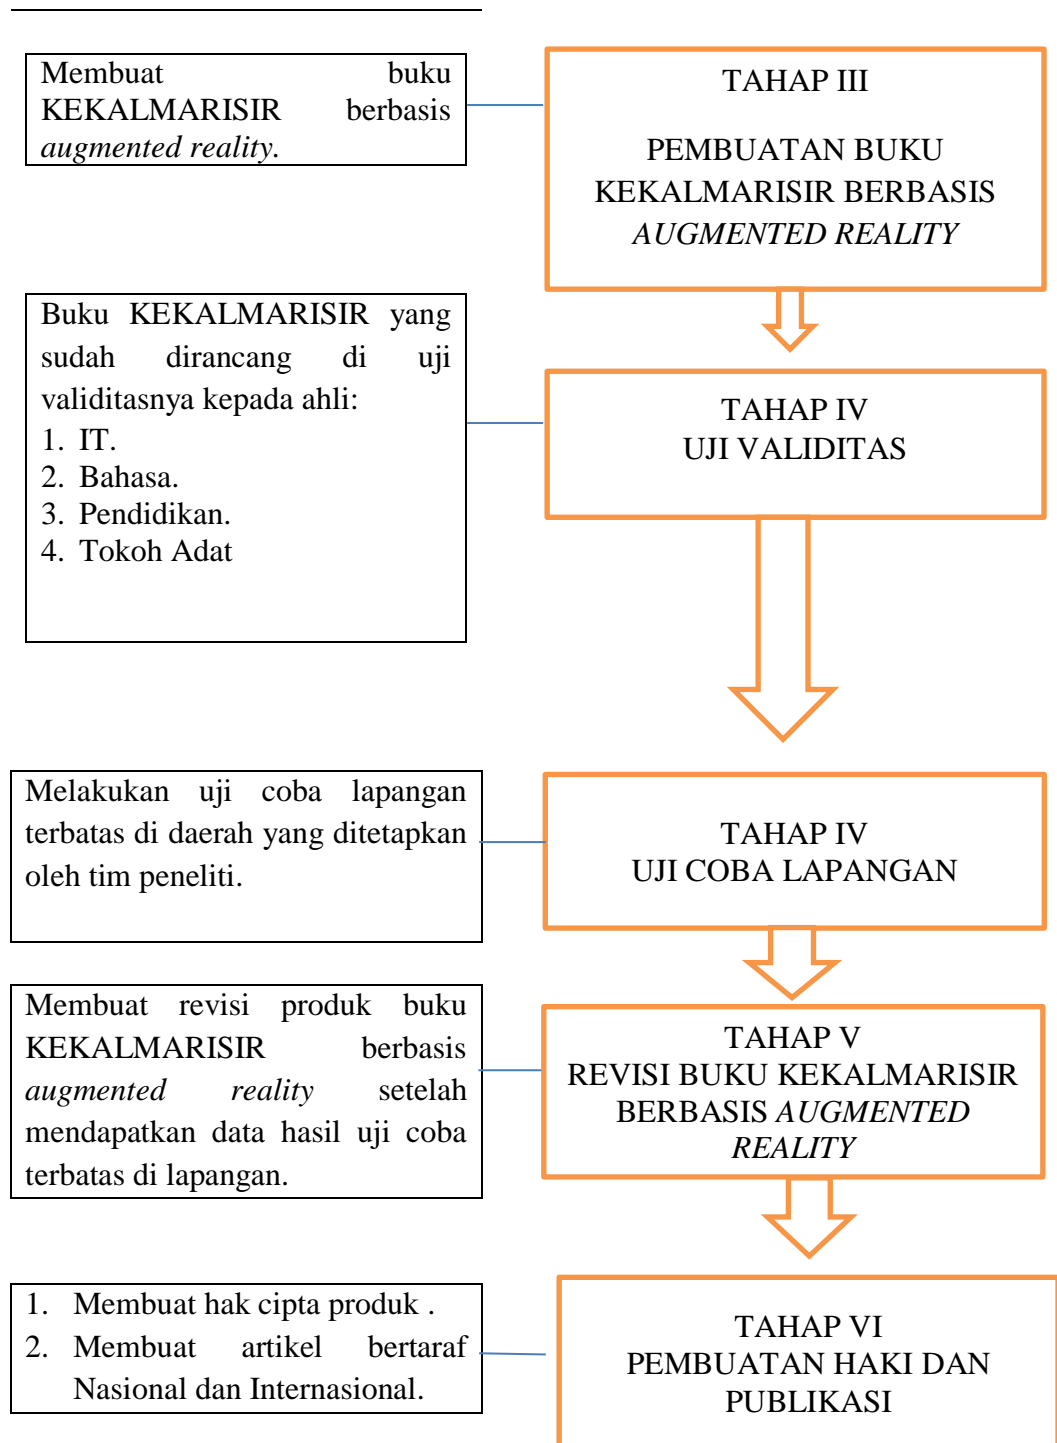 Membuat buku
KEKALMARISIR berbasis
augmented reality.
TAHAP III
PEMBUATAN BUKU
KEKALMARISIR BERBASIS
AUGMENTED REALITY
Buku KEKALMARISIR yang
sudah dirancang di uji
validitasnya kepada ahli:
1. IT.
2. Bahasa.
3. Pendidikan.
4. Tokoh Adat
TAHAP IV
UJI VALIDITAS
Melakukan uji coba lapangan
terbatas di daerah yang ditetapkan
oleh tim peneliti.
TAHAP IV
UJI COBA LAPANGAN
Membuat revisi produk buku
KEKALMARISIR berbasis
augmented reality setelah
mendapatkan data hasil uji coba
terbatas di lapangan.
TAHAP V
REVISI BUKU KEKALMARISIR
BERBASIS AUGMENTED
REALITY
1. Membuat hak cipta produk .
2. Membuat artikel bertaraf
Nasional dan Internasional.
TAHAP VI
PEMBUATAN HAKI DAN
PUBLIKASI